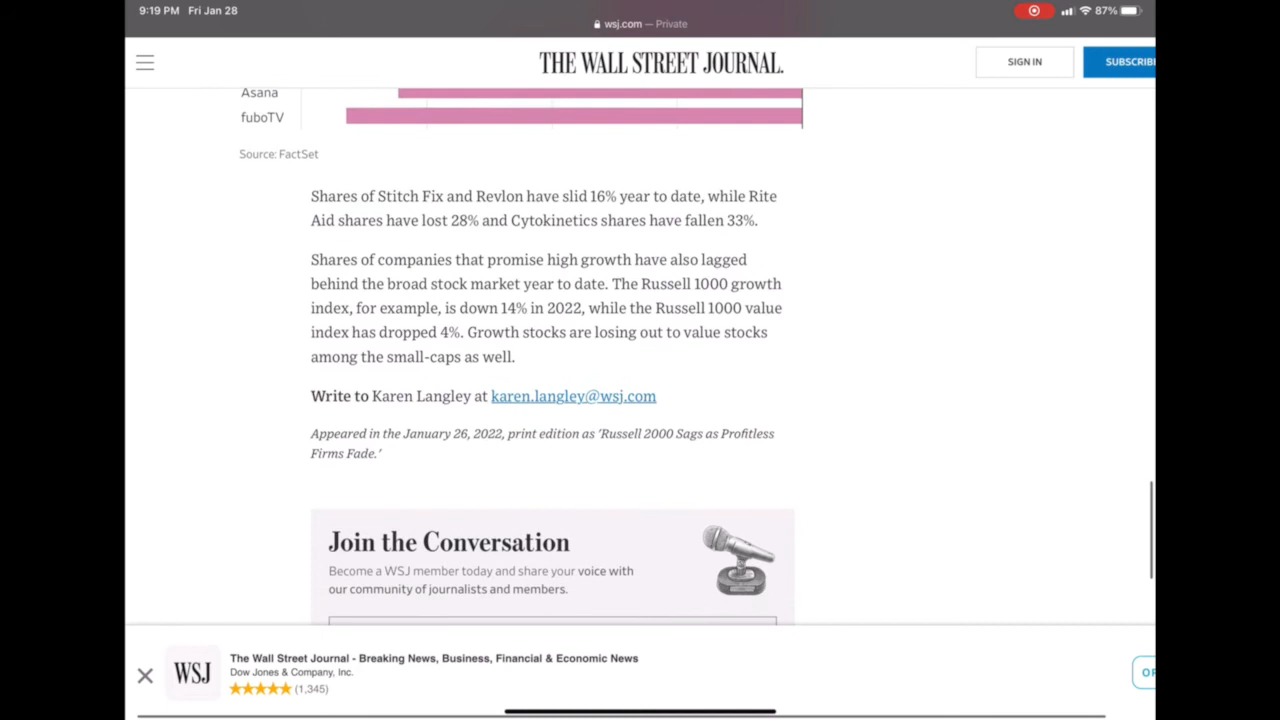 9:19 PM Fri Jan 28
87%
wsj.com — Private
THE WALL STREET JOURNAL.
SIGN IN
SUBSCRIBE
Asana
fuboTV
Source: FactSet
Shares of Stitch Fix and Revlon have slid 16% year to date, while Rite
Aid shares have lost 28% and Cytokinetics shares have fallen 33%.
Shares of companies that promise high growth have also lagged
behind the broad stock market year to date. The Russell 1000 growth
index, for example, is down 14% in 2022, while the Russell 1000 value
index has dropped 4%. Growth stocks are losing out to value stocks
among the small-caps as well.
Write to Karen Langley at karen.langley@wsj.com
Appeared in the January 26, 2022, print edition as 'Russell 2000 Sags as Profitless
Firms Fade.'
Join the Conversation
Become a WSJ member today and share your voice with
our community of journalists and members.
WSJ
The Wall Street Journal - Breaking News, Business, Financial & Economic News
Dow Jones & Company, Inc.
(1,345)